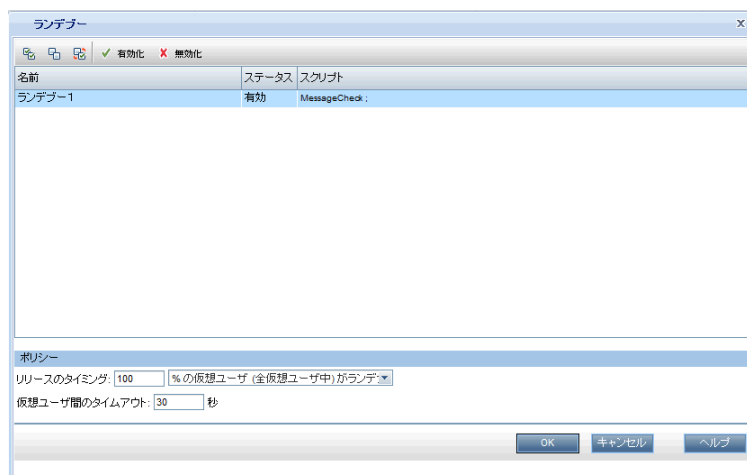 ランデブー x
有効化 無効化
名前 ステータス スクリプト
ランデブー1 有効 MessageCheck ;
ポリシー
リリースのタイミング: 100 % の仮想ユーザ (全仮想ユーザ中) がランデ
仮想ユーザ間のタイムアウト: 30 秒
OK キャンセル ヘルプ